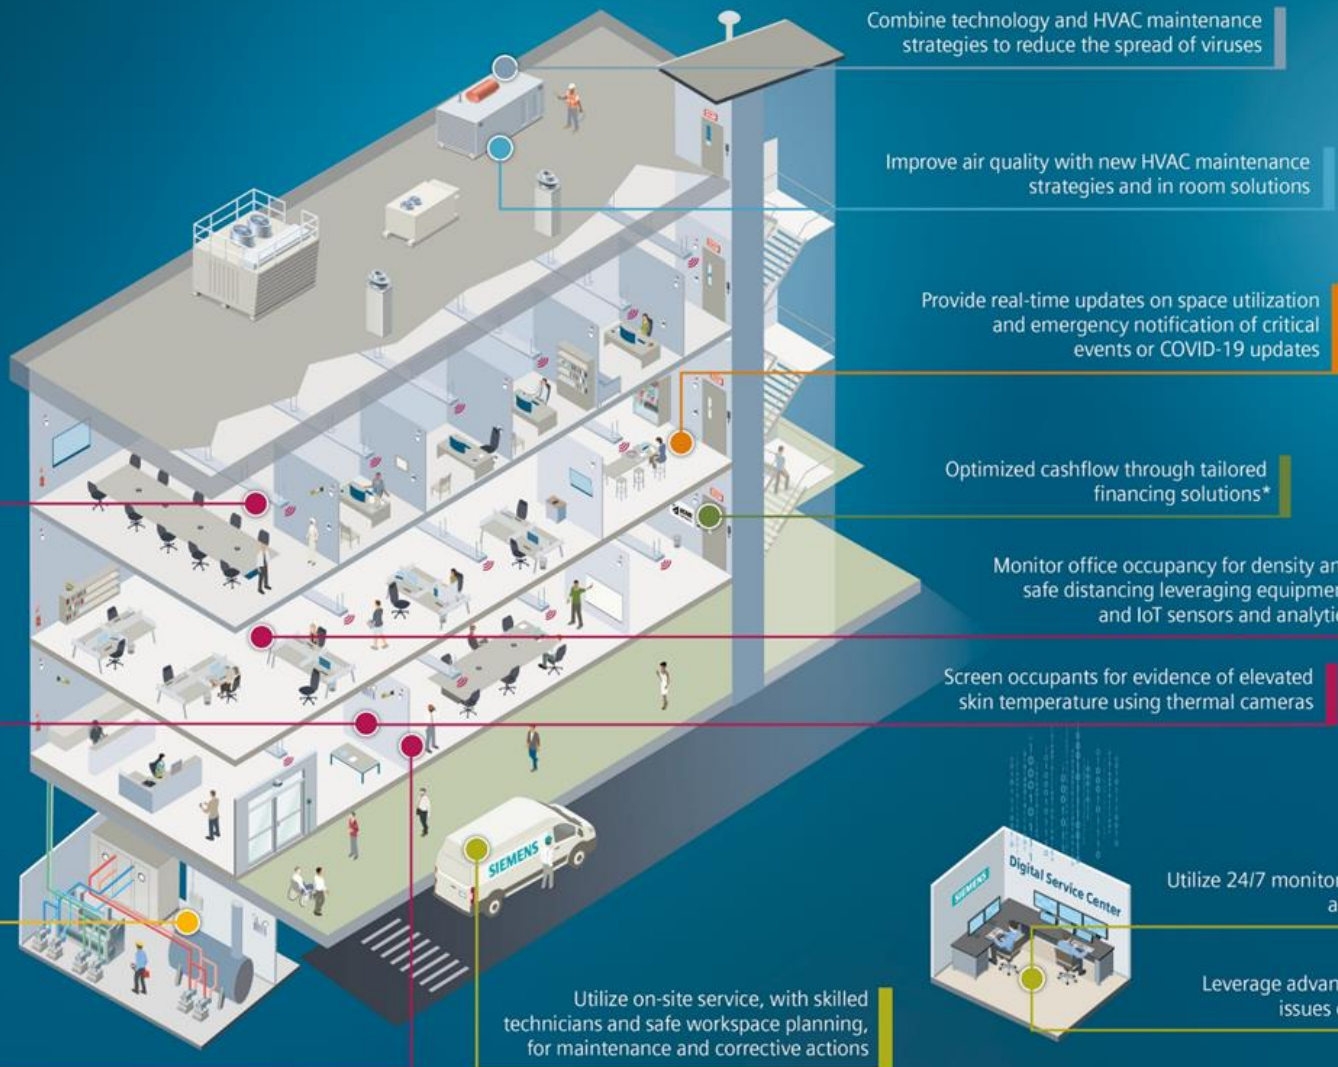 Combine technology and HVAC maintenance
strategies to reduce the spread of viruses
Improve air quality with new HVAC maintenance
strategies and in room solutions
Provide real-time updates on space utilization
and emergency notification of critical
events or COVID-19 updates
Optimized cashflow through tailored
financing solutions*
Monitor office occupancy for density an
safe distancing leveraging equipmen
and IoT sensors and analytic
Screen occupants for evidence of elevated
skin temperature using thermal cameras
SIEMENS
SIEMENS
Digital Service Center
Utilize 24/7 monitor
a
Leverage advan
issues
Utilize on-site service, with skilled
technicians and safe workspace planning,
for maintenance and corrective actions